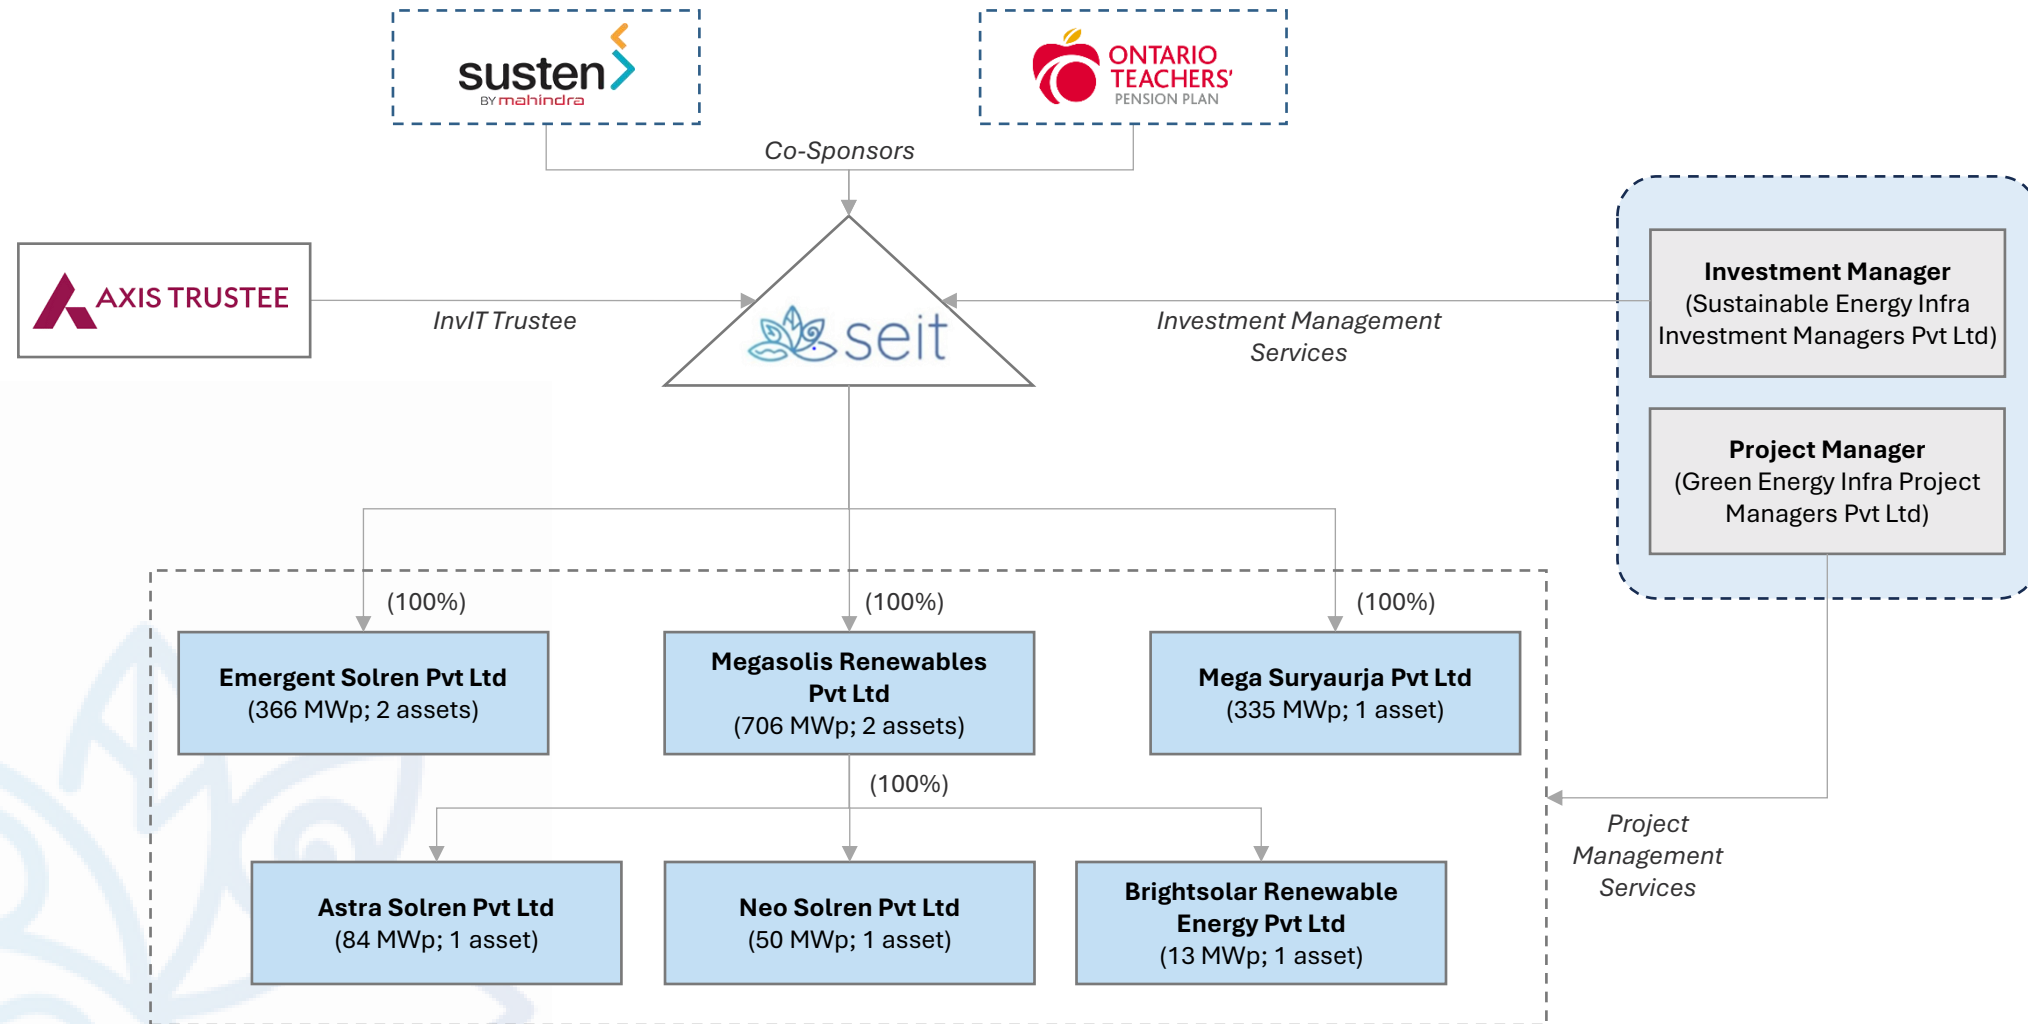 susten
BY mahindra
ONTARIO
TEACHERS'
PENSION PLAN
Co-Sponsors
AXIS TRUSTEE
InvIT Trustee
seit
Investment Management
Services
Investment Manager
(Sustainable Energy Infra
Investment Managers Pvt Ltd)
Project Manager
(Green Energy Infra Project
Managers Pvt Ltd)
(100%)
(100%)
(100%)
Emergent Solren Pvt Ltd
(366 MWp; 2 assets)
Megasolis Renewables
Pvt Ltd
(706 MWp; 2 assets)
Mega Suryaurja Pvt Ltd
(335 MWp; 1 asset)
(100%)
Project
Management
Services
Astra Solren Pvt Ltd
(84 MWp; 1 asset)
Neo Solren Pvt Ltd
(50 MWp; 1 asset)
Brightsolar Renewable
Energy Pvt Ltd
(13 MWp; 1 asset)